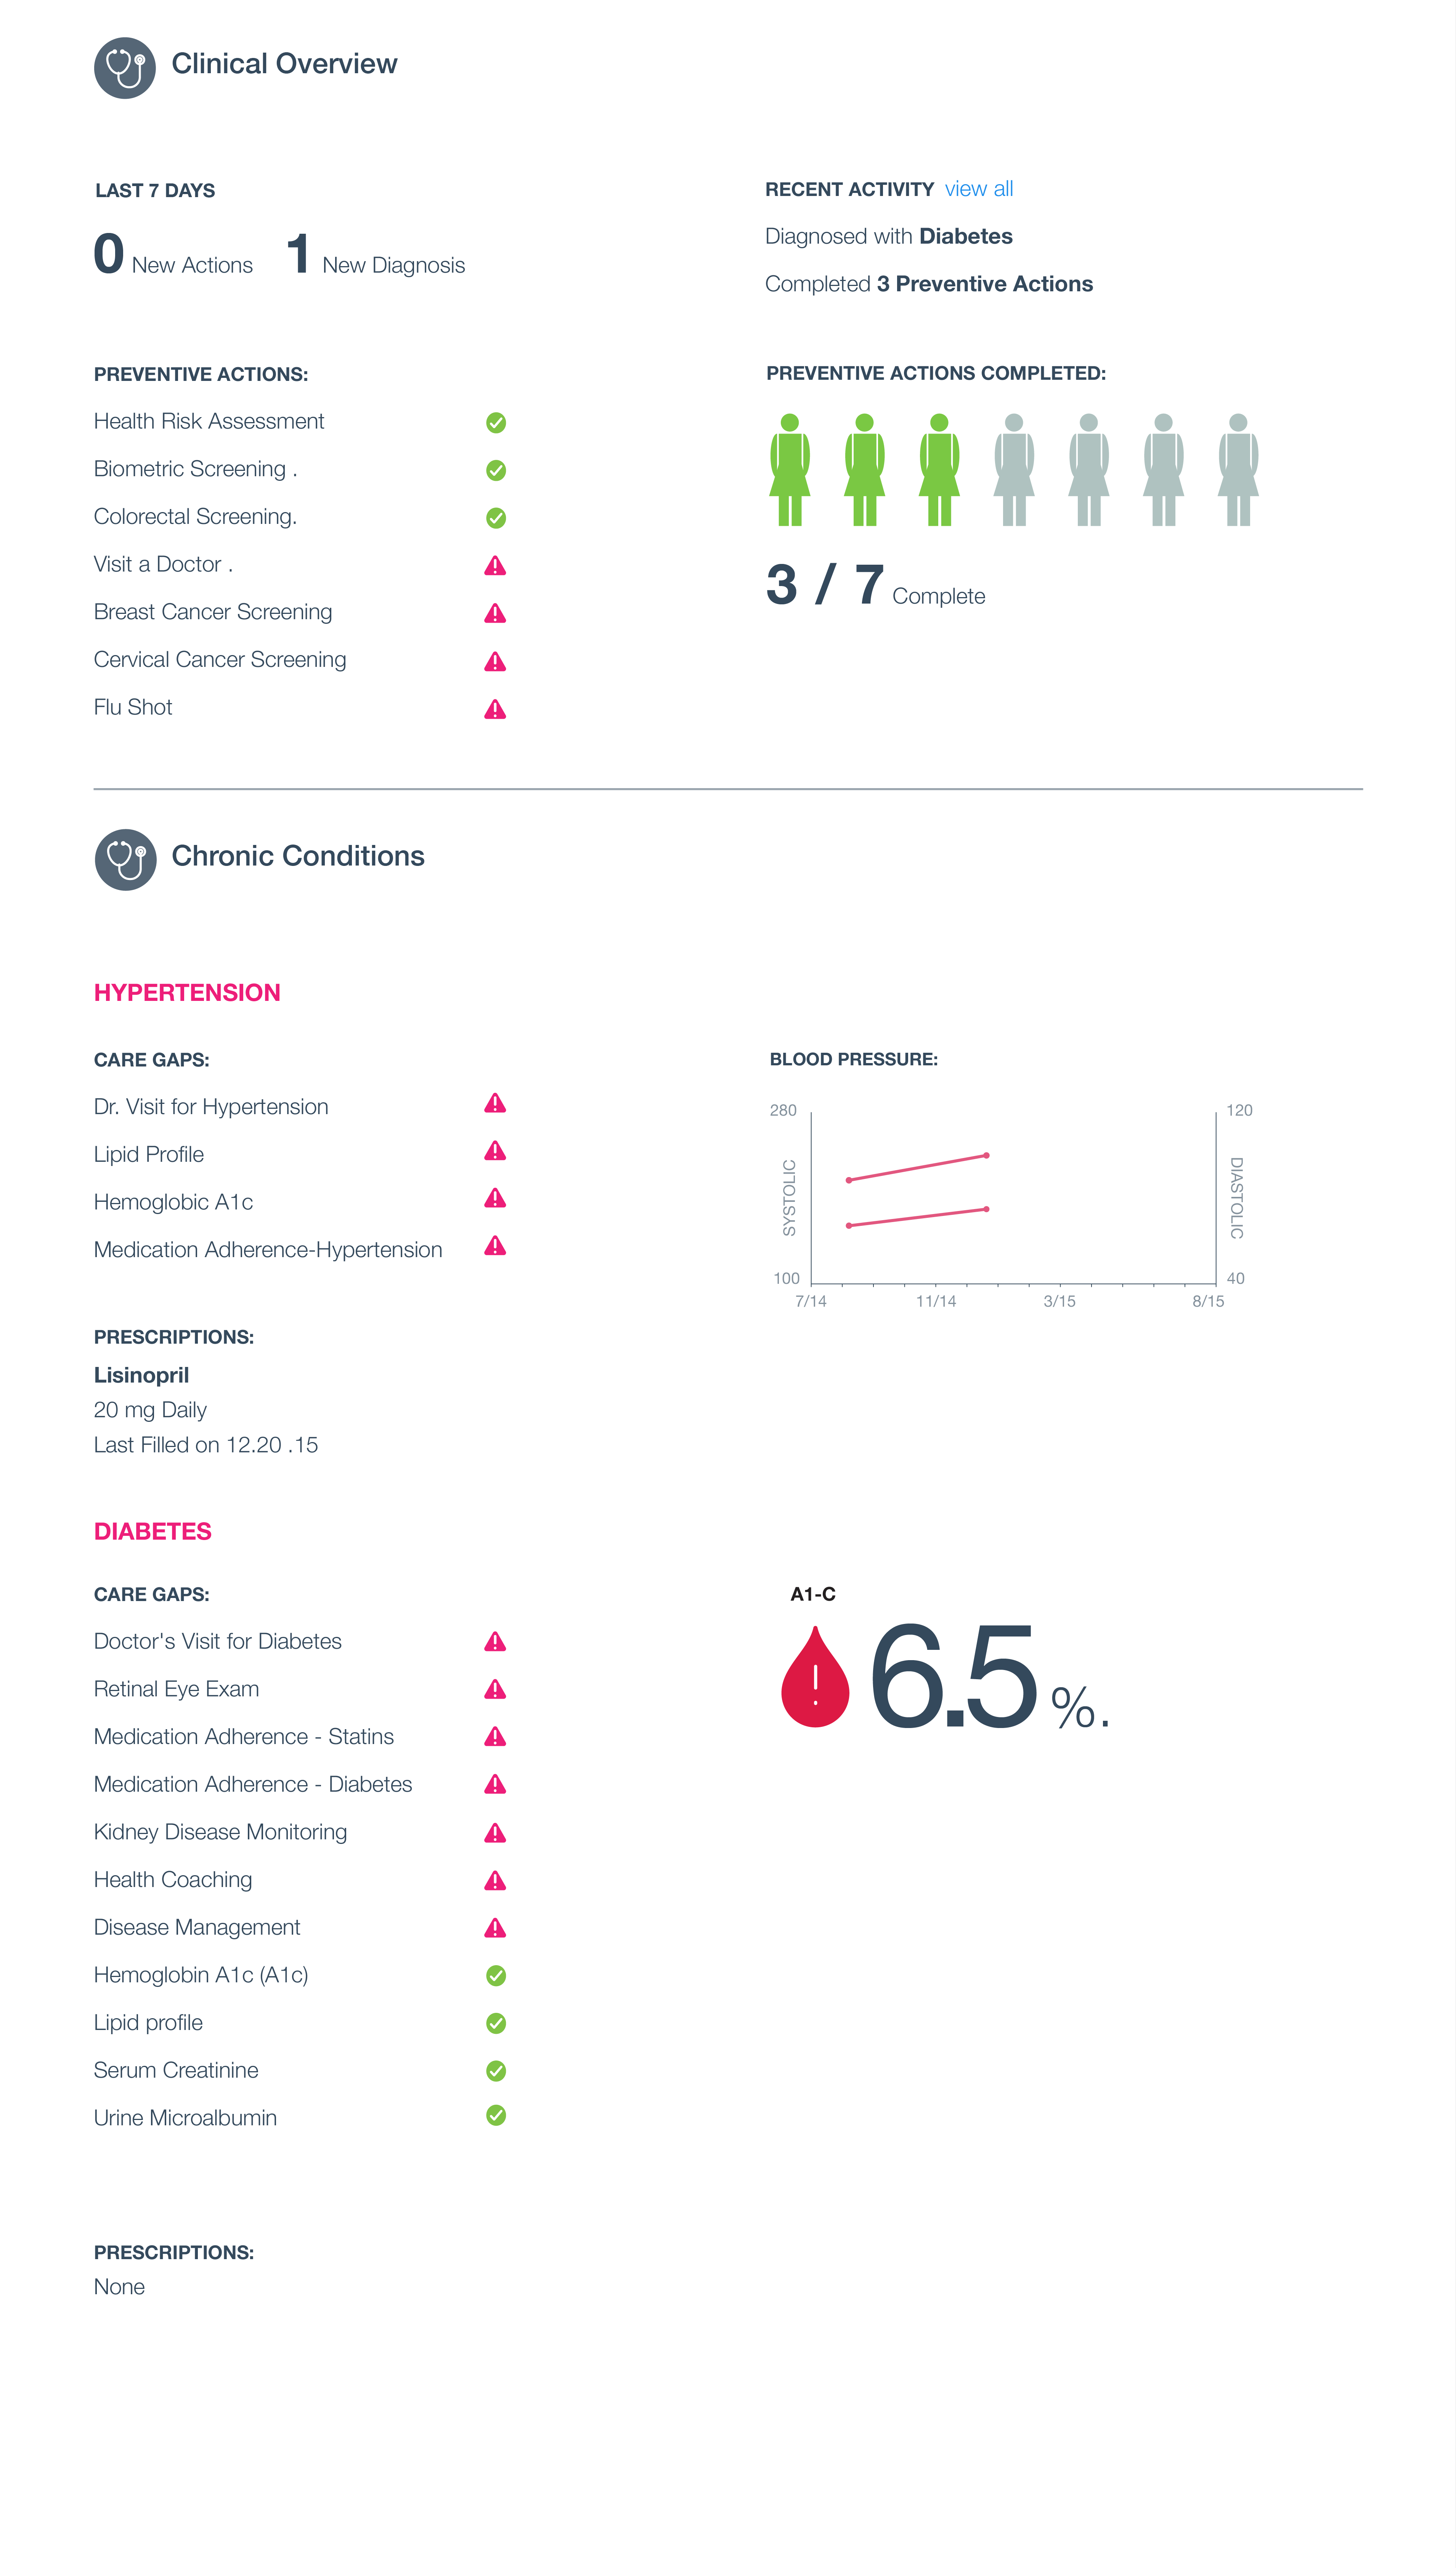 Clinical Overview
LAST 7 DAYS
0 New Actions 1 New Diagnosis
RECENT ACTIVITY view all
Diagnosed with Diabetes
Completed 3 Preventive Actions
PREVENTIVE ACTIONS:
Health Risk Assessment
Biometric Screening .
Colorectal Screening.
Visit a Doctor .
Breast Cancer Screening
Cervical Cancer Screening
Flu Shot
PREVENTIVE ACTIONS COMPLETED:
3 / 7 Complete
Chronic Conditions
HYPERTENSION
CARE GAPS:
Dr. Visit for Hypertension
Lipid Profile
Hemoglobic A1c
Medication Adherence-Hypertension
BLOOD PRESSURE:
280
120
SYSTOLIC
DIASTOLIC
100
40
7/14 11/14 3/15 8/15
PRESCRIPTIONS:
Lisinopril
20 mg Daily
Last Filled on 12.20 .15
DIABETES
CARE GAPS:
Doctor's Visit for Diabetes
Retinal Eye Exam
Medication Adherence - Statins
Medication Adherence - Diabetes
Kidney Disease Monitoring
Health Coaching
Disease Management
Hemoglobin A1c (A1c)
Lipid profile
Serum Creatinine
Urine Microalbumin
A1-C
6.5 %.
PRESCRIPTIONS:
None